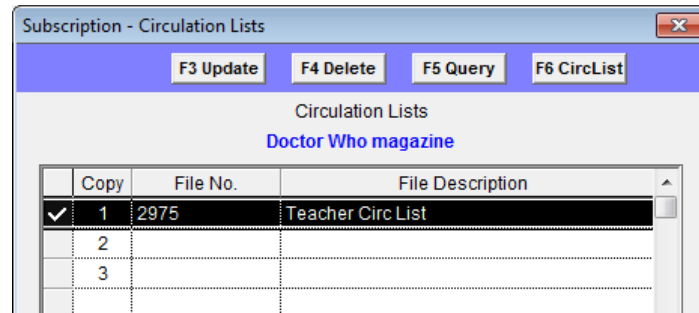 Subscription - Circulation Lists
F3 Update F4 Delete F5 Query F6 CircList
Circulation Lists
Doctor Who magazine
Copy File No. File Description
1 2975 Teacher Circ List
2
3